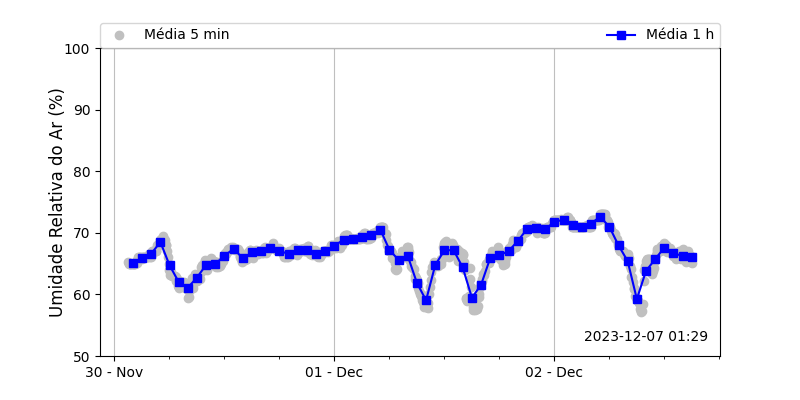 Média 5 min
Média 1 h
Umidade Relativa do Ar (%)
100
90
80
70
60
50
2023-12-07 01:29
30 - Nov
01 - Dec
02 - Dec